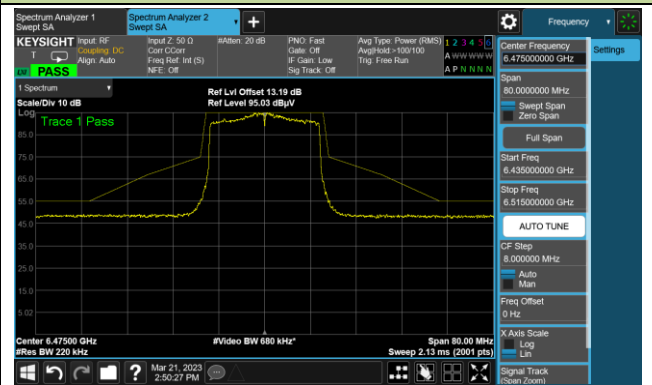 Spectrum Analyzer 1
Swept SA
Spectrum Analyzer 2
Swept SA
Frequency
KEYSIGHT
Input: RF
Coupling: DC
Align: Auto
Input Z: 50 Ω
Corr CCorr
Freq Ref: Int (S)
NFE: Off
#Atten: 20 dB
PNO: Fast
Gate: Off
IF Gain: Low
Sig Track: Off
Avg Type: Power (RMS)
Avg|Hold >100/100
Trig: Free Run
1 2 3 4 5 6
A W W W W W
A P N N N N
T
PASS
1 Spectrum
Scale/Div 10 dB
Ref Lvl Offset 13.19 dB
Ref Level 95.03 dBµV
Log
Trace 1 Pass
85.0
75.0
65.0
55.0
45.0
35.0
25.0
15.0
5.02
Center 6.47500 GHz
#Res BW 220 kHz
#Video BW 680 kHz*
Span 80.00 MHz
Sweep 2.13 ms (2001 pts)
Mar 21, 2023
2:50:27 PM
Center Frequency
6.475000000 GHz
Settings
Span
80.0000000 MHz
Swept Span
Zero Span
Full Span
Start Freq
6.435000000 GHz
Stop Freq
6.515000000 GHz
AUTO TUNE
CF Step
8.000000 MHz
Auto
Man
Freq Offset
0 Hz
X Axis Scale
Log
Lin
Signal Track
(Span Zoom)